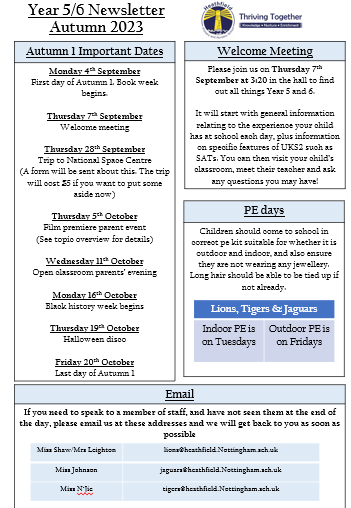 Year 5/6 Newsletter
Autumn 2023
Heathfield
Thriving Together
Autumn 1 Important Dates
Monday 4th September
First day of Autumn 1. Book week
begins.
Thursday 7th September
Welcome meeting
Thursday 28th September
Trip to National Space Centre
(A form will be sent about this. The trip
will cost £5 if you want to put some
aside now)
Thursday 5th October
Film premiere parent event
(See topic overview for details)
Wednesday 11th October
Open classroom parents' evening
Monday 16th October
Black history week begins
Thursday 19th October
Halloween disco
Friday 20th October
Last day of Autumn 1
Welcome Meeting
Please join us on Thursday 7th
September at 3:20 in the hall to find
out all things Year 5 and 6.
It will start with general information
relating to the experience your child
has at school each day, plus information
on specific features of UKS2 such as
SATs. You can then visit your child's
classroom, meet their teacher and ask
any questions you may have!
PE days
Children should come to school in
correct pe kit suitable for whether it is
outdoor and indoor, and also ensure
they are not wearing any jewellery.
Long hair should be able to be tied up if
not already.
Lions, Tigers & Jaguars
Indoor PE is
on Tuesdays
Outdoor PE is
on Fridays
Email
If you need to speak to a member of staff, and have not seen them at the end of
the day, please email us at these addresses and we will get back to you as soon as
possible
Miss Shaw/Mrs Leighton lions@heathfield.Nottingham.sch.uk
Miss Johnson jaguars@heathfield.Nottingham.sch.uk
Miss N'Jie tigers@heathfield.Nottingham.sch.uk